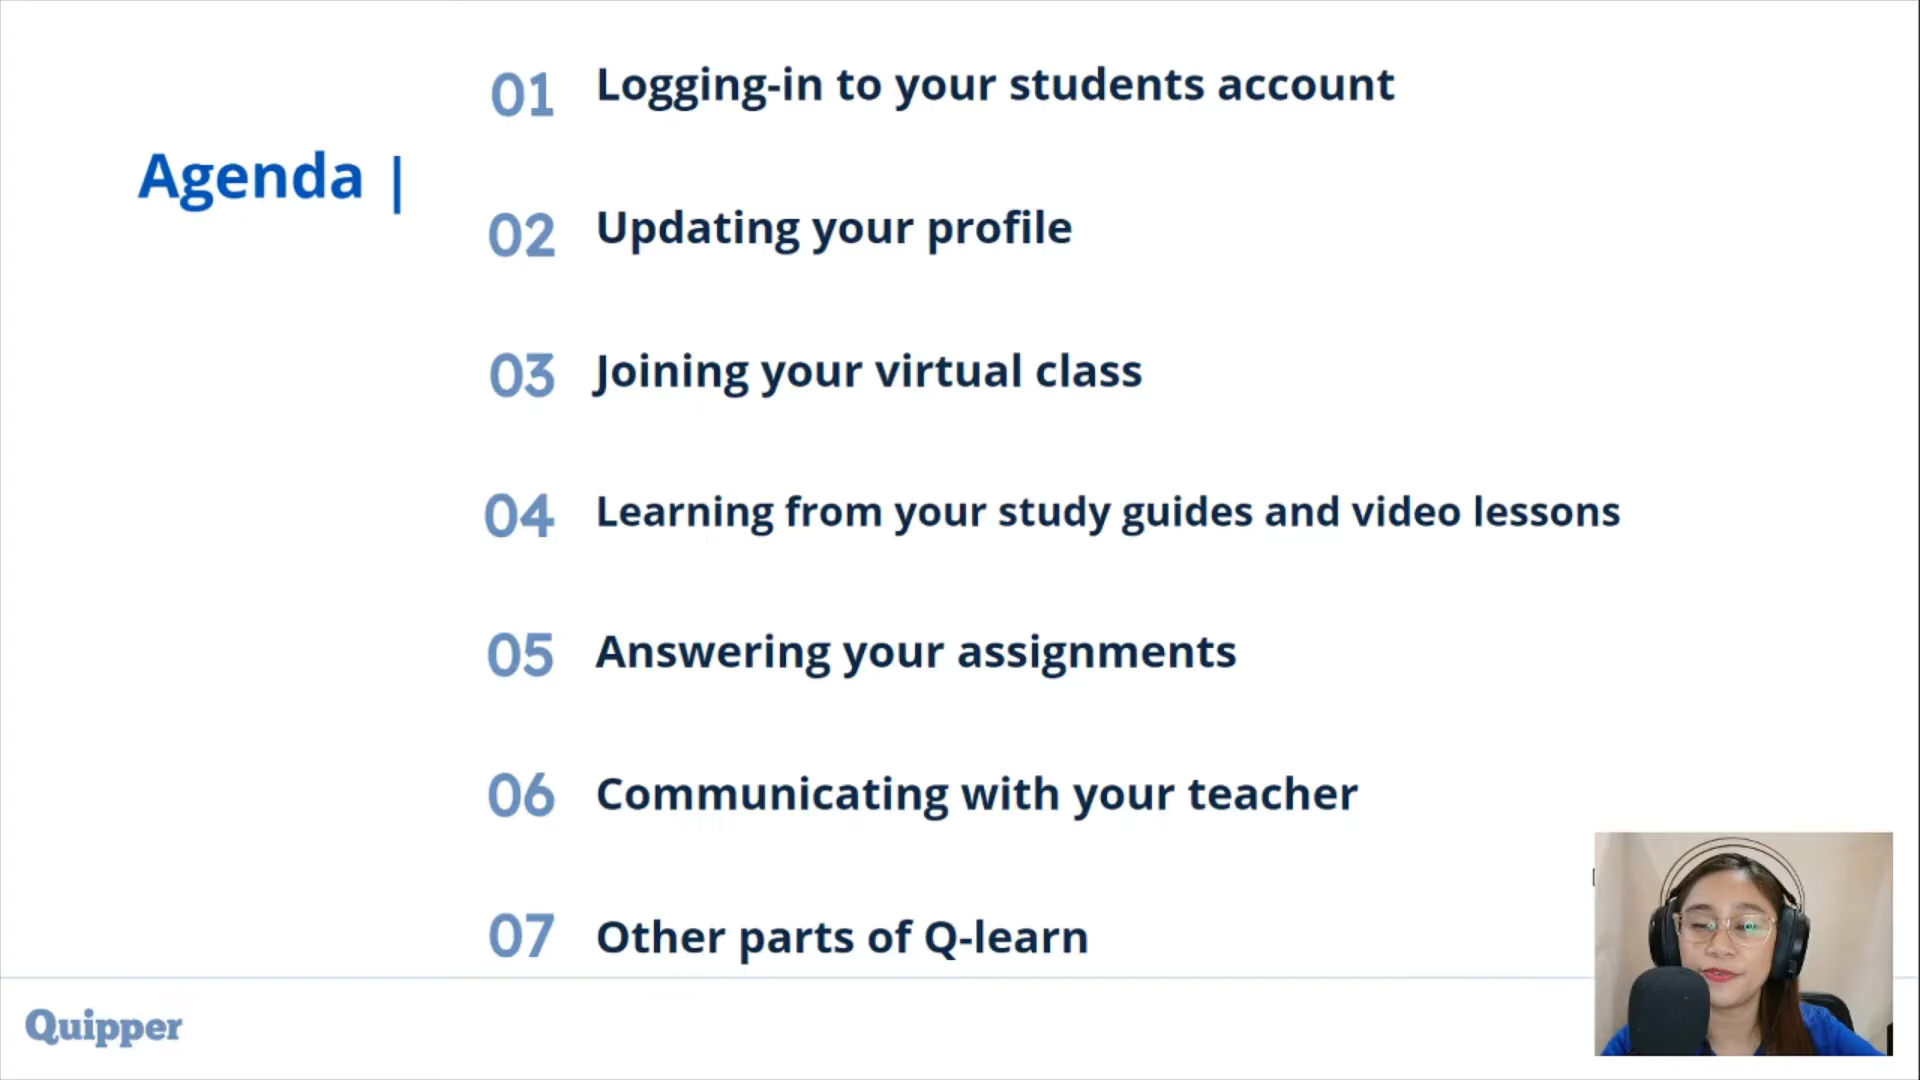 Agenda |
01 Logging-in to your students account
02 Updating your profile
03 Joining your virtual class
04 Learning from your study guides and video lessons
05 Answering your assignments
06 Communicating with your teacher
07 Other parts of Q-learn
Quipper